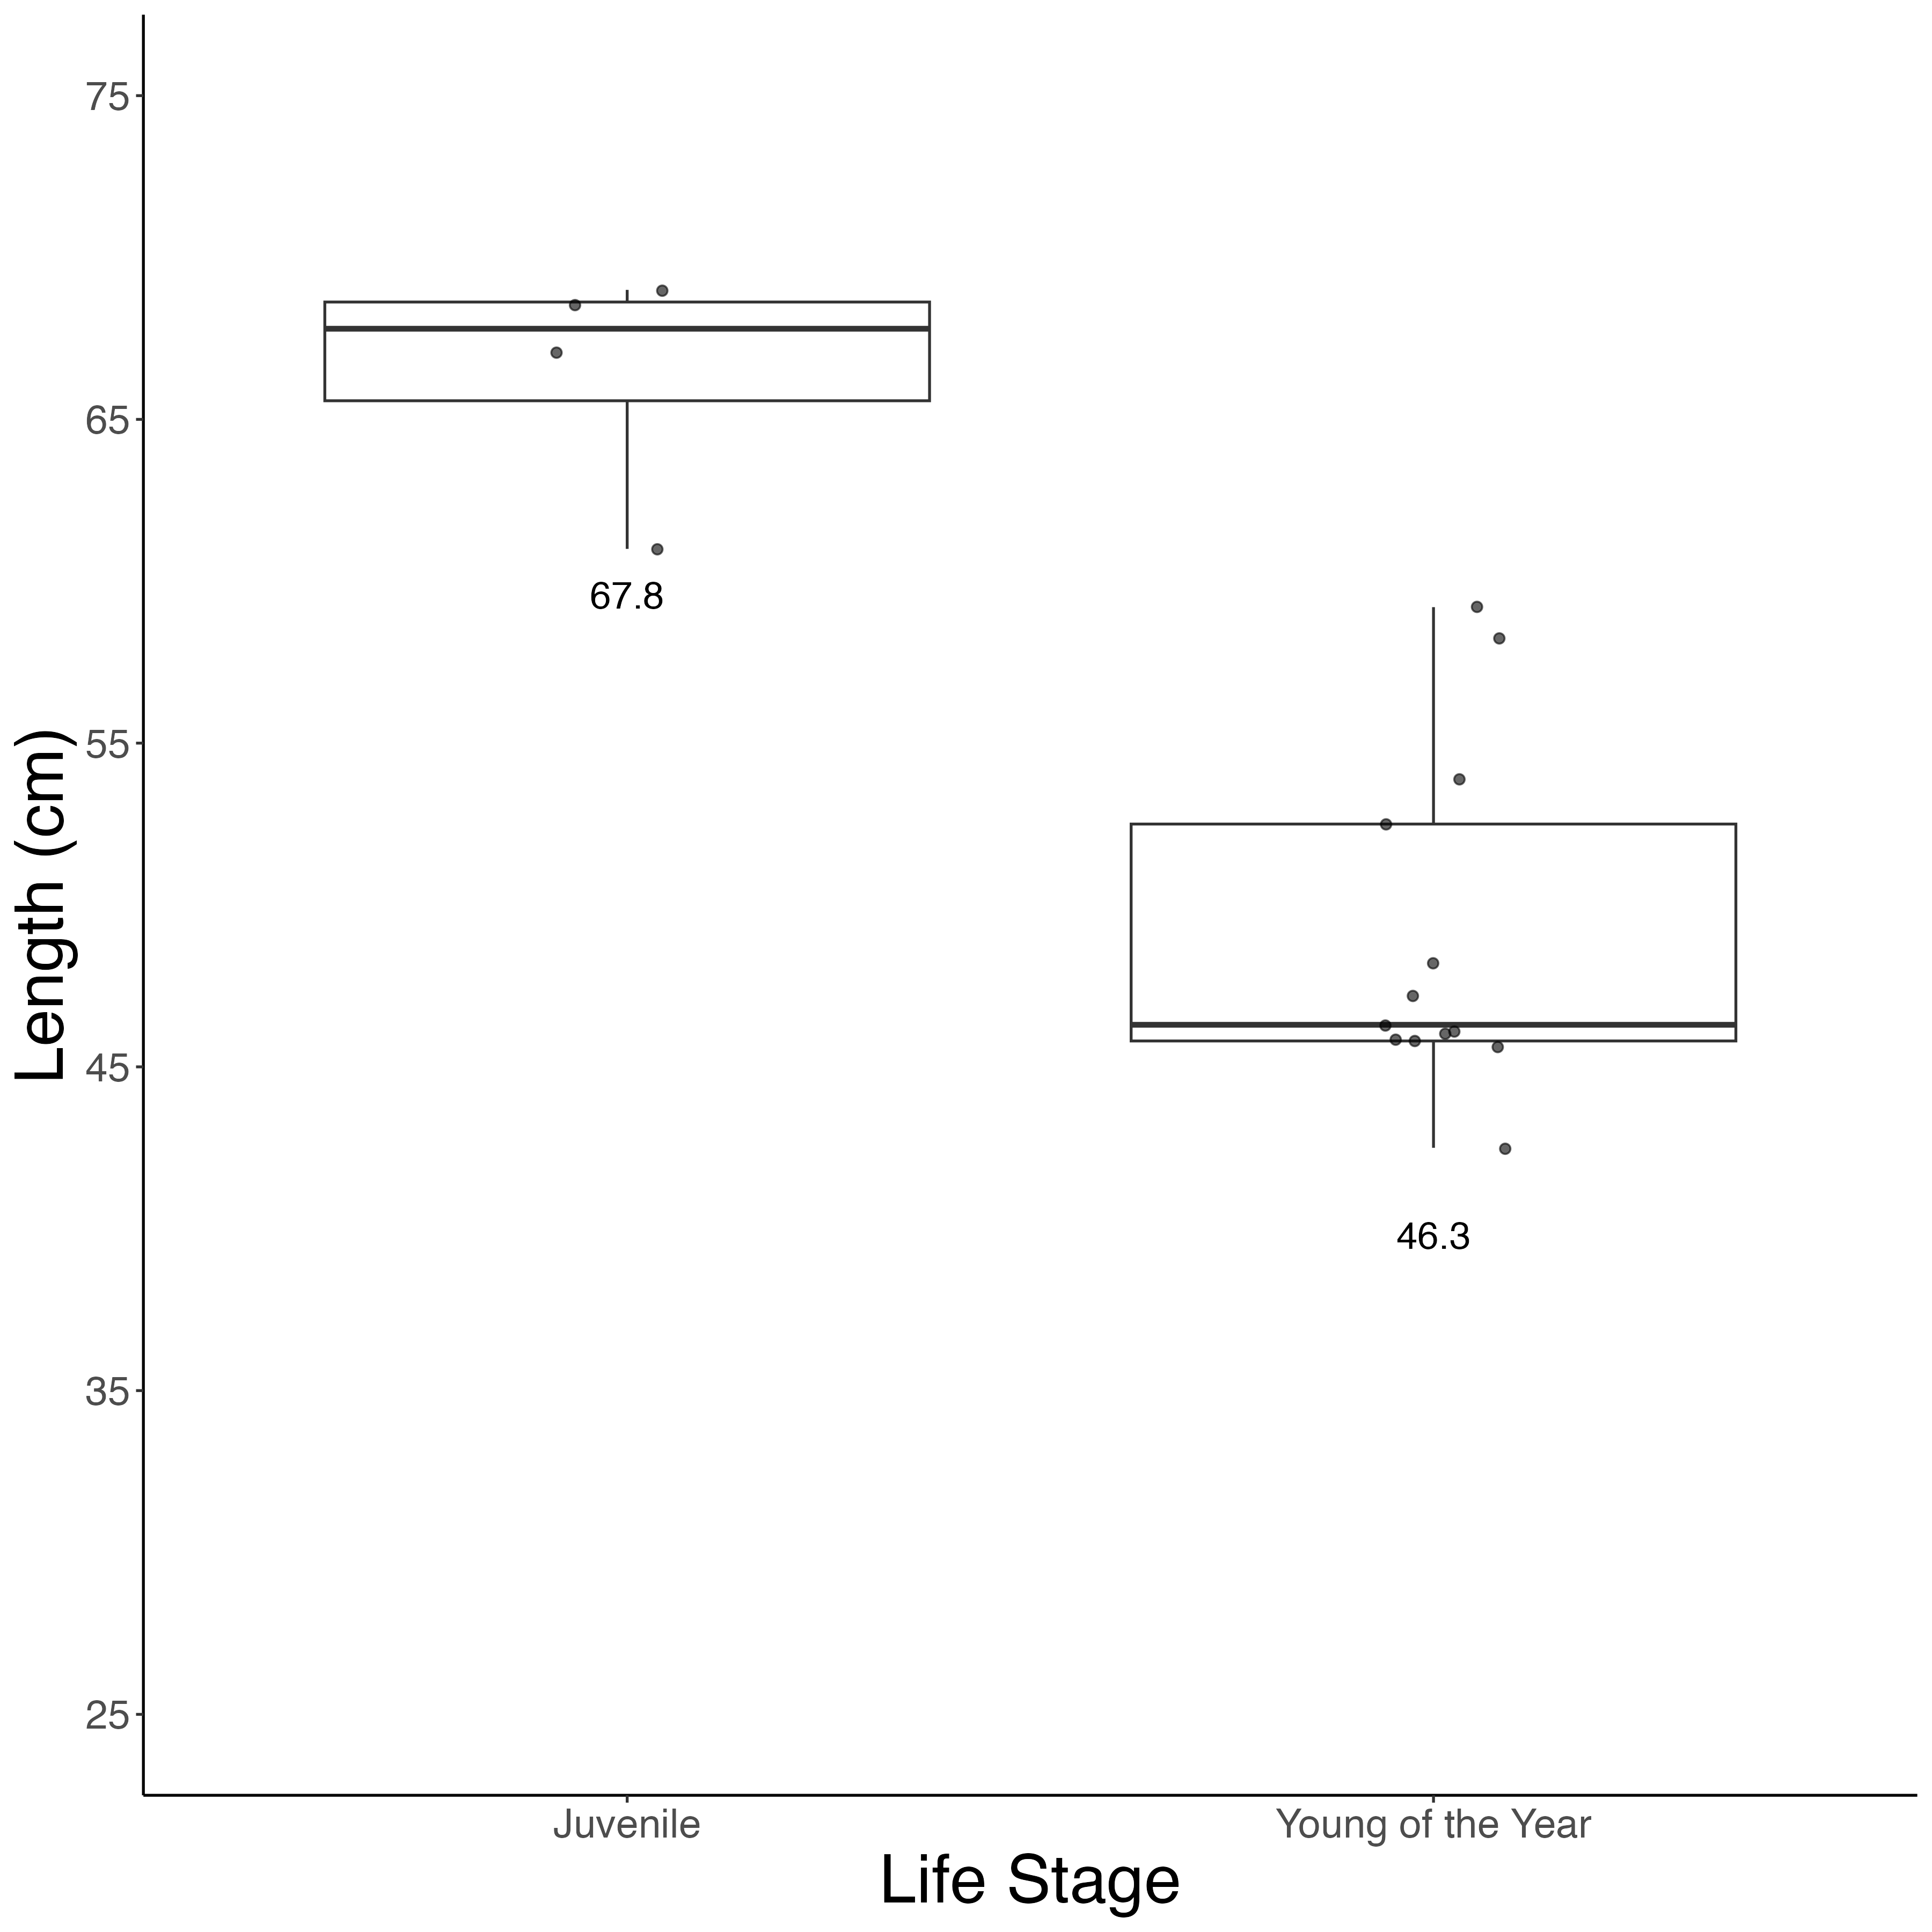 Length (cm)
75
65
55
45
35
25
67.8
46.3
Juvenile
Young of the Year
Life Stage